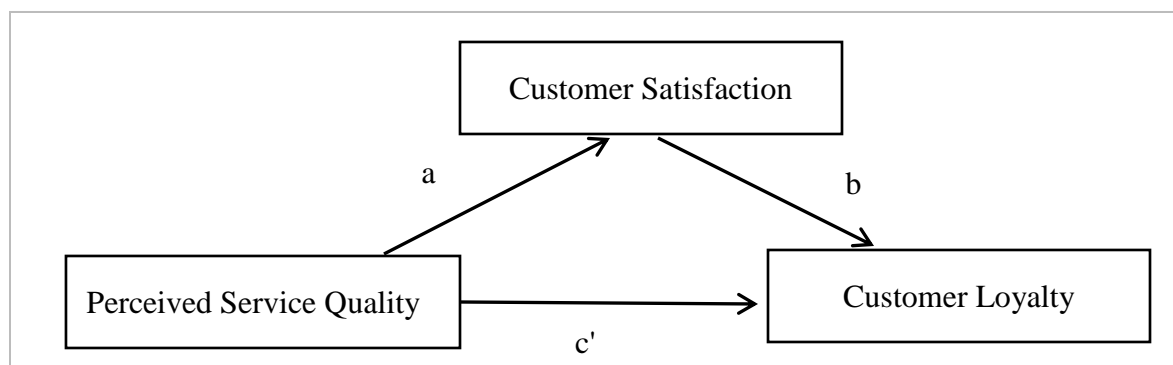 Customer Satisfaction
a
b
Perceived Service Quality
Customer Loyalty
c'